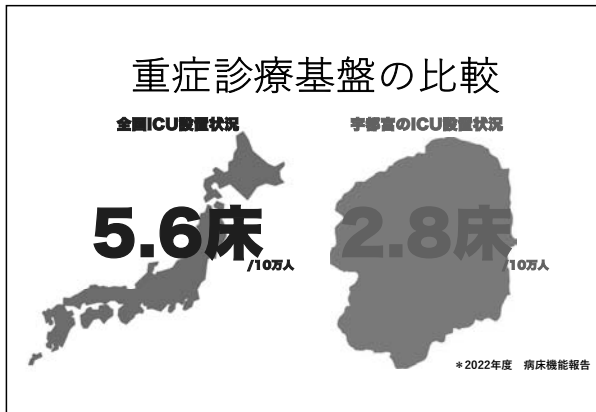 重症診療基盤の比較
全国ICU設置状況
5.6床
/10万人
宇都宮のICU設置状況
2.8床
/10万人
＊2022年度　病床機能報告